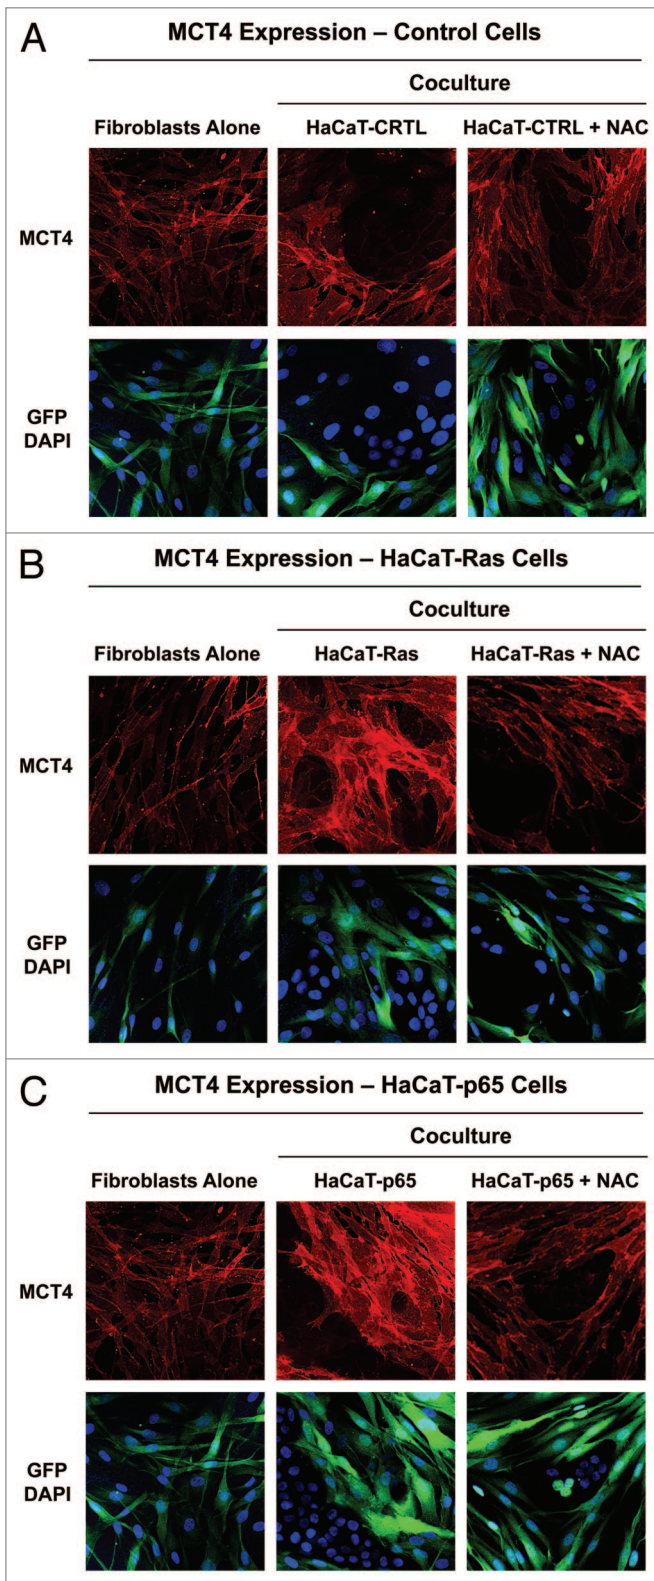 A
MCT4 Expression – Control Cells
Coculture
Fibroblasts Alone
HaCaT-CRTL
HaCaT-CTRL + NAC
MCT4
GFP
DAPI
B
MCT4 Expression – HaCaT-Ras Cells
Coculture
Fibroblasts Alone
HaCaT-Ras
HaCaT-Ras + NAC
MCT4
GFP
DAPI
C
MCT4 Expression – HaCaT-p65 Cells
Coculture
Fibroblasts Alone
HaCaT-p65
HaCaT-p65 + NAC
MCT4
GFP
DAPI